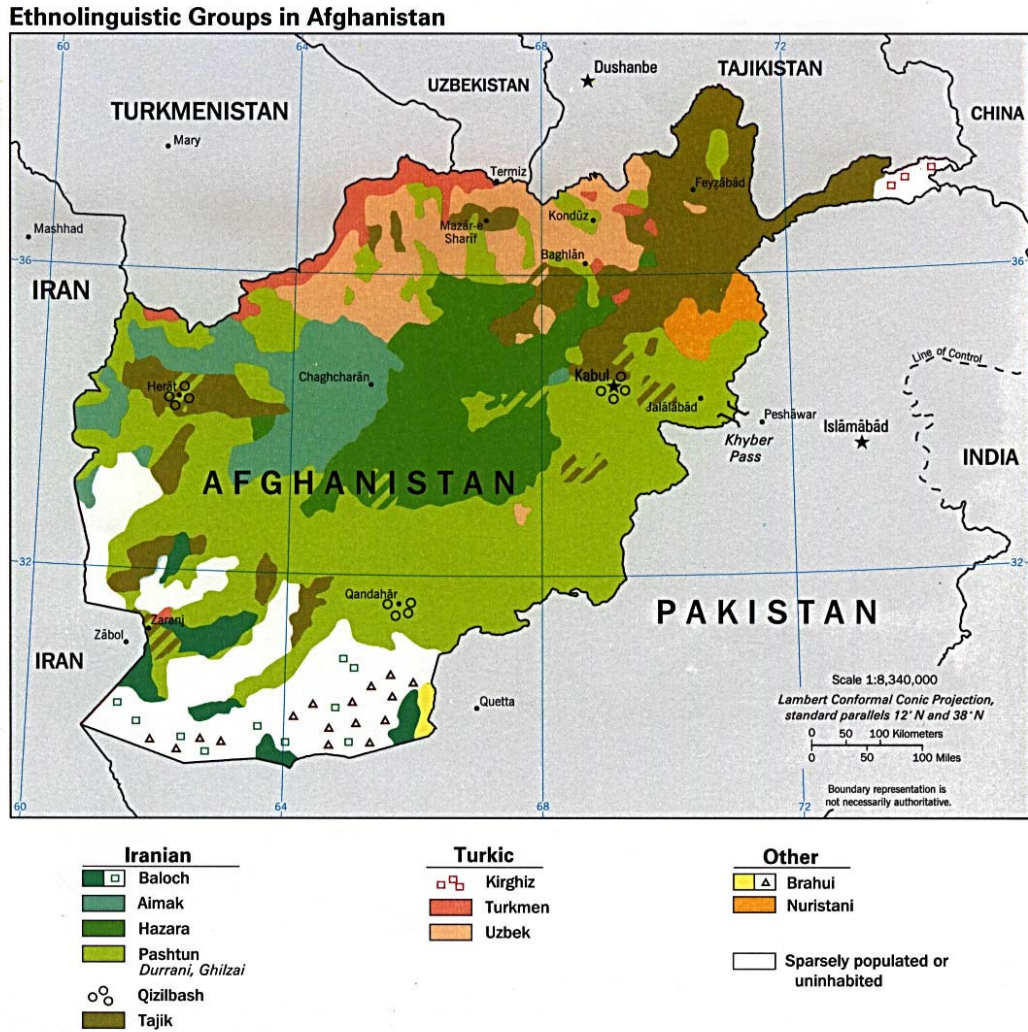 Ethnolinguistic Groups in Afghanistan
60
64
68
72
Dushanbe
TAJIKISTAN
UZBEKISTAN
TURKMENISTAN
CHINA
Mary
Termiz
Feyzābād
Mashhad
Mazār-e
Sharīf
Kondūz
Baghlān
36
36
IRAN
Line of Control
Chaghcharān
Herāt
Kabul
Jalālābād
Peshāwar
Islāmābād
Khyber
Pass
INDIA
AFGHANISTAN
32
32
Qandahār
PAKISTAN
Zābol
Zaranj
IRAN
Quetta
Scale 1:8,340,000
Lambert Conformal Conic Projection,
standard parallels 12°N and 38°N
0 50 100 Kilometers
0 50 100 Miles
Boundary representation is
not necessarily authoritative.
60
64
68
72
Iranian
Baloch
Aimak
Hazara
Pashtun
Durrani, Ghilzai
Qizilbash
Tajik
Turkic
Kirghiz
Turkmen
Uzbek
Other
Brahui
Nuristani
Sparsely populated or
uninhabited